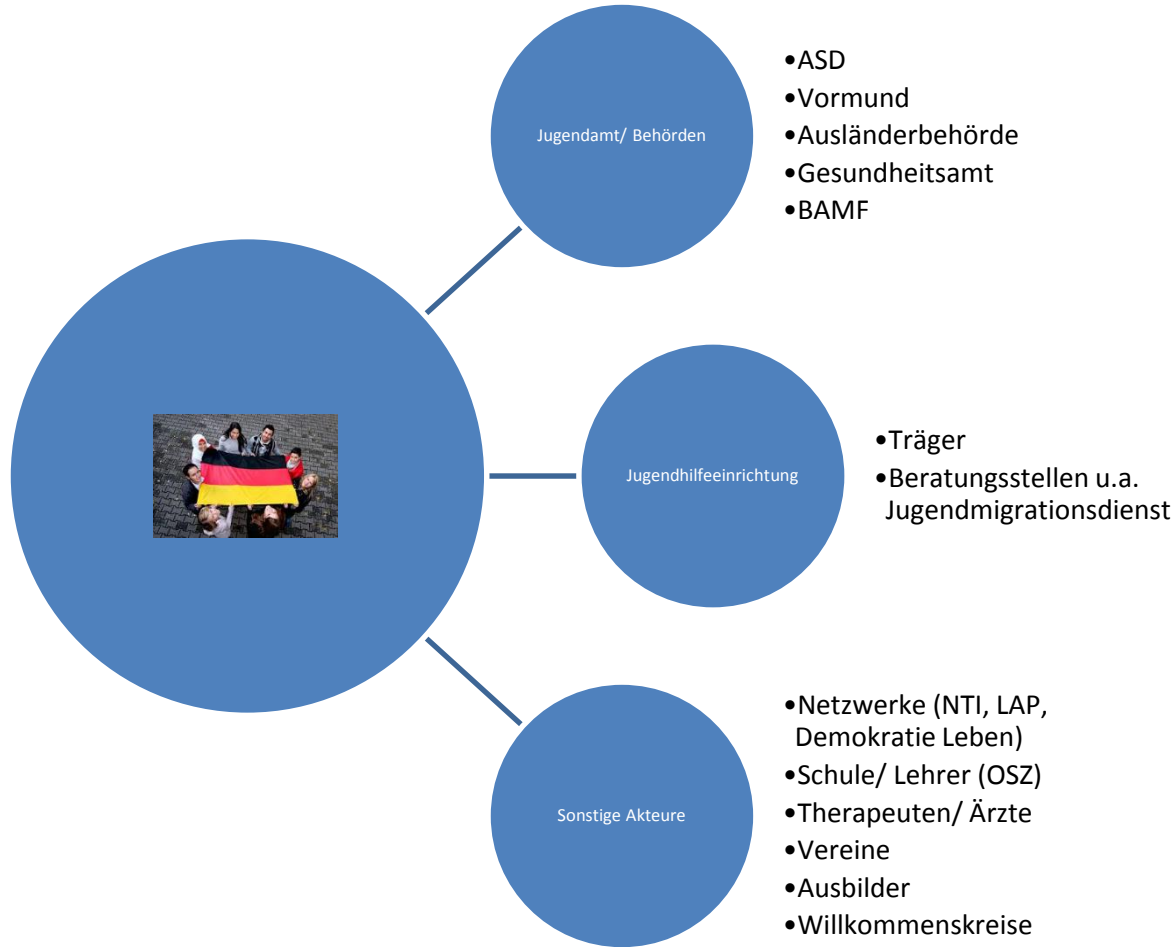 Jugendamt/ Behörden
•ASD
•Vormund
•Ausländerbehörde
•Gesundheitsamt
•BAMF
Jugendhilfeeinrichtung
•Träger
•Beratungsstellen u.a.
Jugendmigrationsdienst
Sonstige Akteure
•Netzwerke (NTI, LAP,
Demokratie Leben)
•Schule/ Lehrer (OSZ)
•Therapeuten/ Ärzte
•Vereine
•Ausbilder
•Willkommenskreise